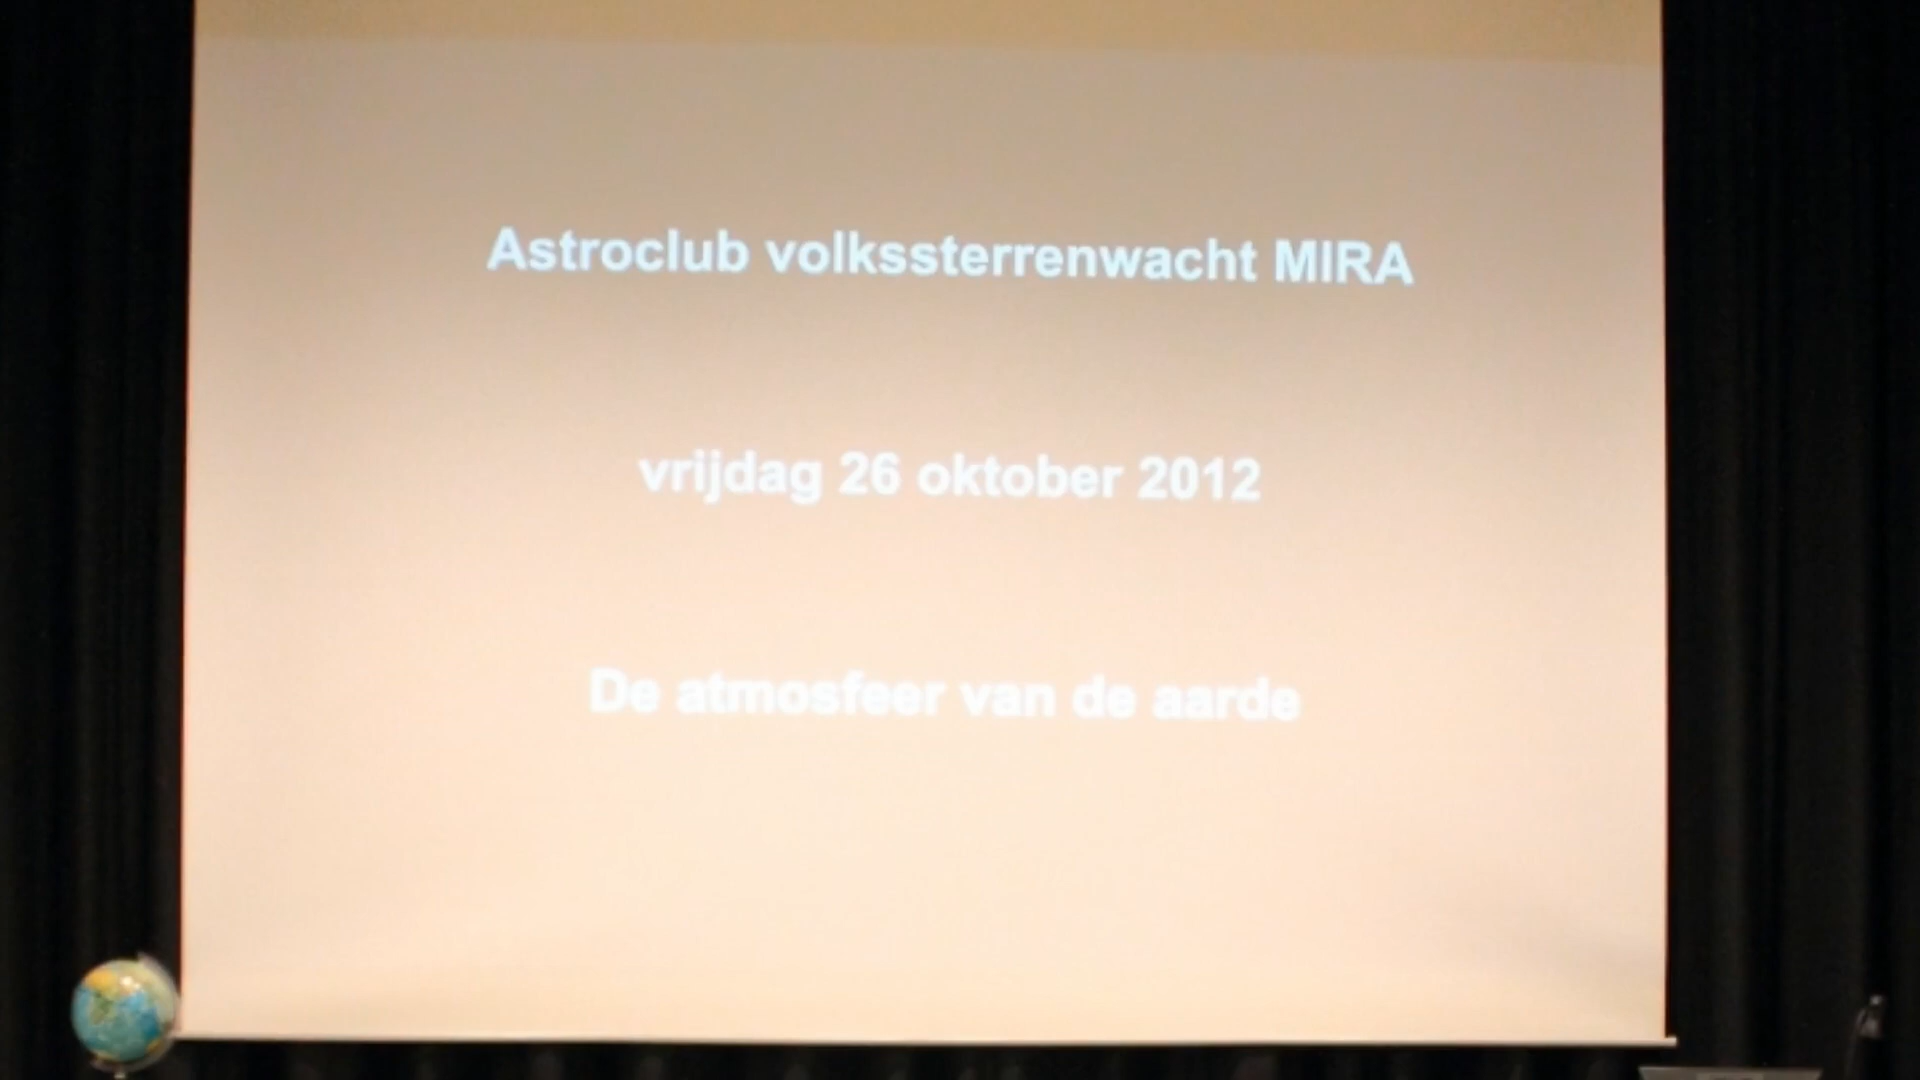 Astroclub volkssterrenwacht MIRA
vrijdag 26 oktober 2012
De atmosfeer van de aarde